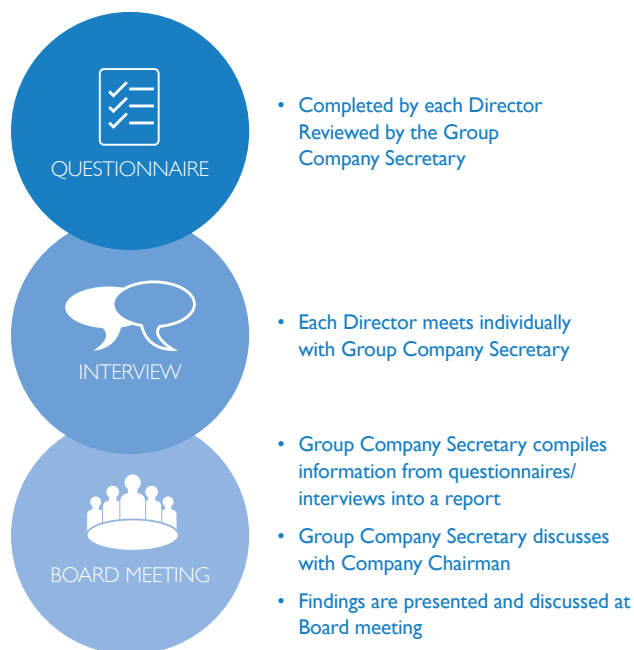 QUESTIONNAIRE
• Completed by each Director
Reviewed by the Group
Company Secretary
INTERVIEW
• Each Director meets individually
with Group Company Secretary
BOARD MEETING
• Group Company Secretary compiles
information from questionnaires/
interviews into a report
• Group Company Secretary discusses
with Company Chairman
• Findings are presented and discussed at
Board meeting